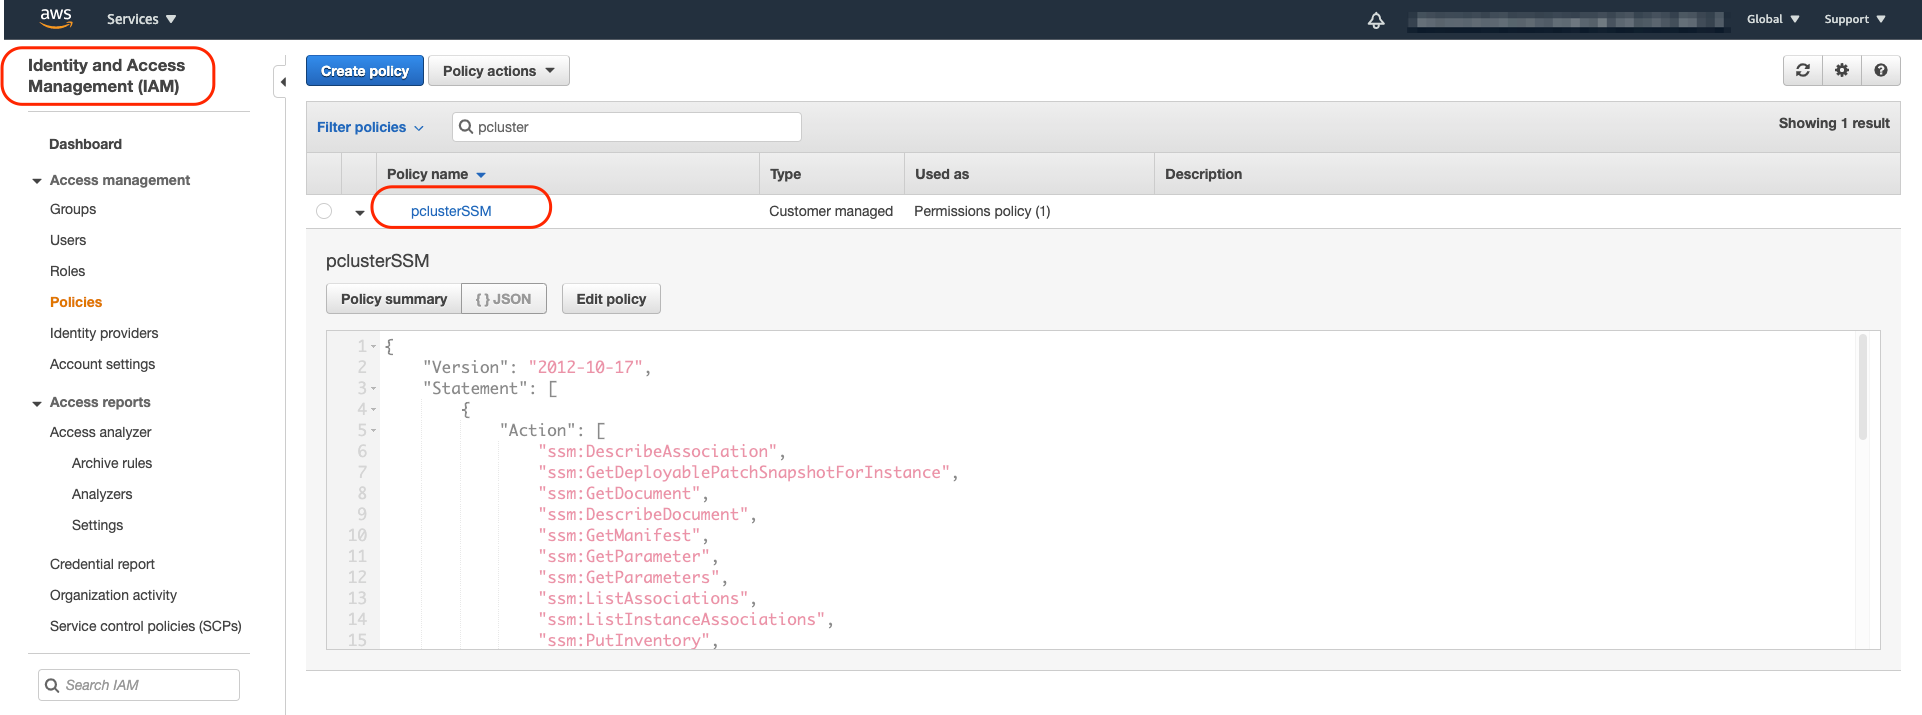 aws Services Global Support
Identity and Access
Management (IAM)
Dashboard
Access management
Groups
Users
Roles
Policies
Identity providers
Account settings
Access reports
Access analyzer
Archive rules
Analyzers
Settings
Credential report
Organization activity
Service control policies (SCPs)
Search IAM
Create policy Policy actions
Filter policies pcluster Showing 1 result
Policy name Type Used as Description
pclusterSSM Customer managed Permissions policy (1)
pclusterSSM
Policy summary { } JSON Edit policy
1 {
2 "Version": "2012-10-17",
3 "Statement": [
4 {
5 "Action": [
6 "ssm:DescribeAssociation",
7 "ssm:GetDeployablePatchSnapshotForInstance",
8 "ssm:GetDocument",
9 "ssm:DescribeDocument",
10 "ssm:GetManifest",
11 "ssm:GetParameter",
12 "ssm:GetParameters",
13 "ssm:ListAssociations",
14 "ssm:ListInstanceAssociations",
15 "ssm:PutInventory",